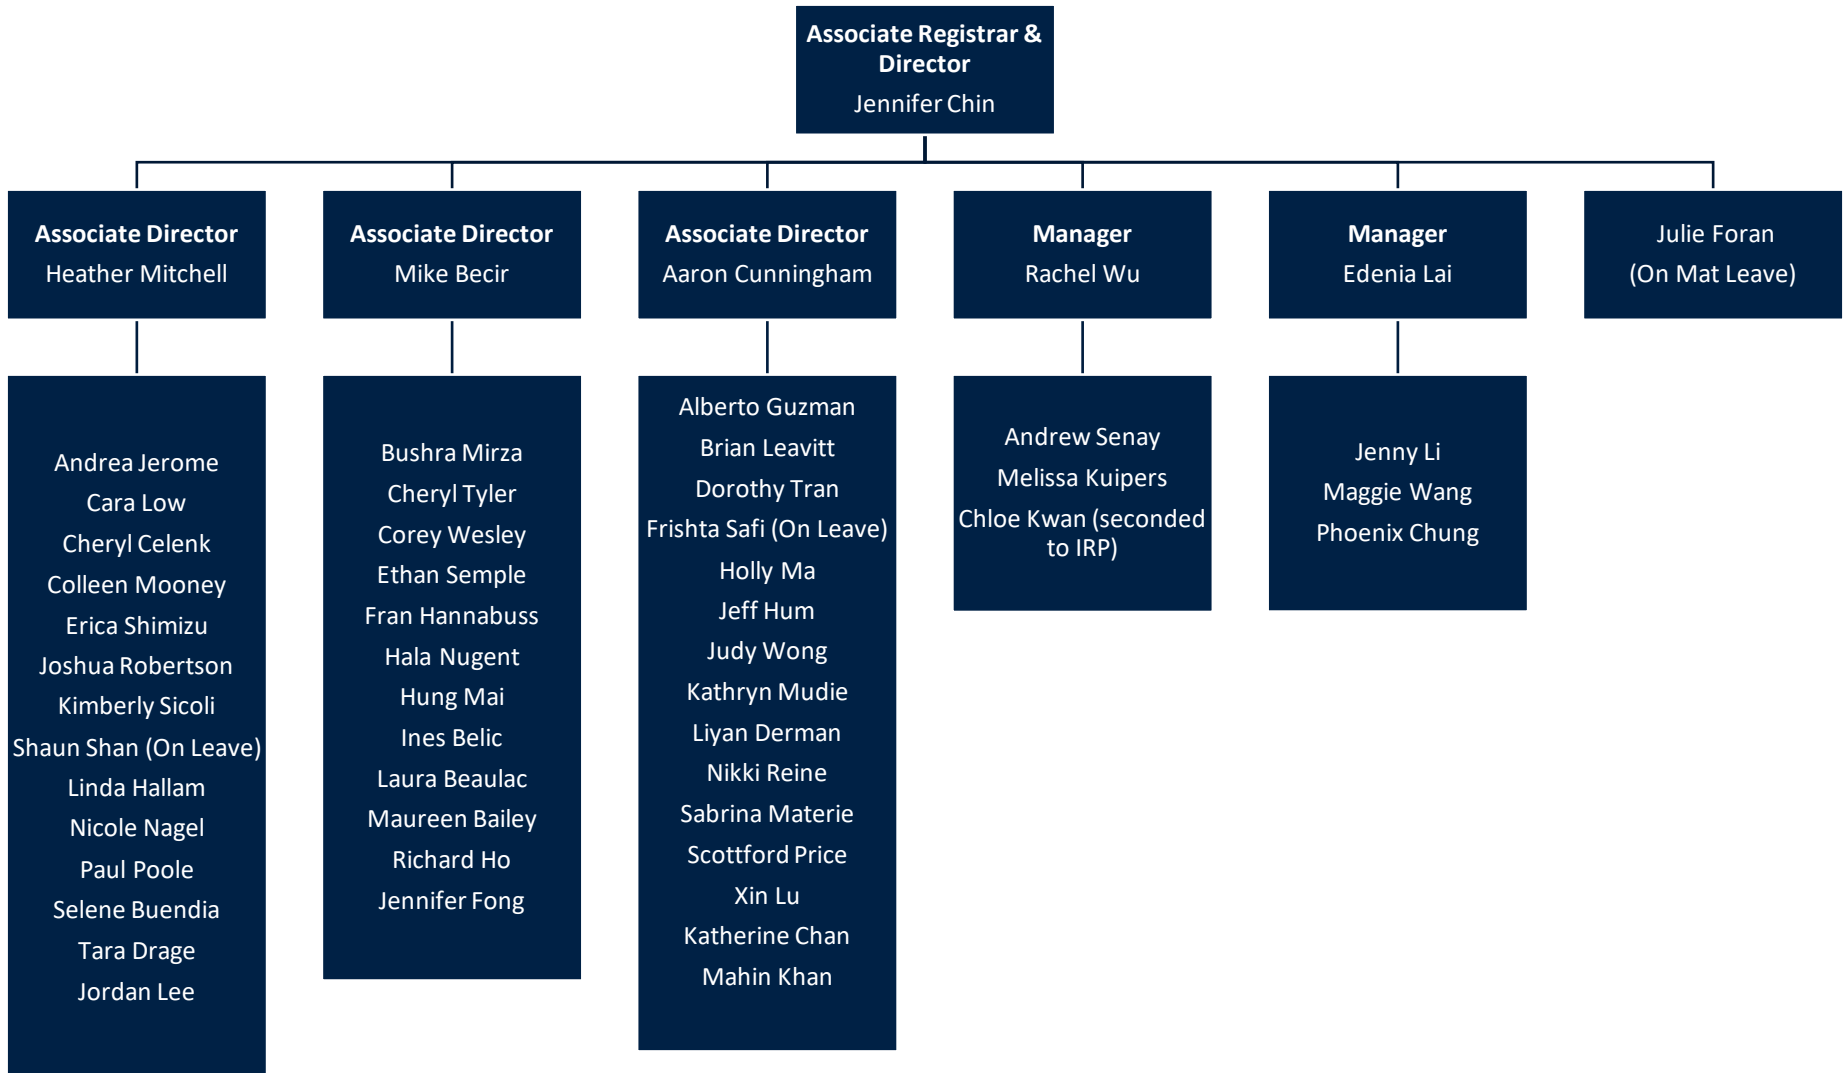 Associate Registrar &
Director
Jennifer Chin
Associate Director
Heather Mitchell
Associate Director
Mike Becir
Associate Director
Aaron Cunningham
Manager
Rachel Wu
Manager
Edenia Lai
Julie Foran
(On Mat Leave)
Andrea Jerome
Cara Low
Cheryl Celenk
Colleen Mooney
Erica Shimizu
Joshua Robertson
Kimberly Sicoli
Shaun Shan (On Leave)
Linda Hallam
Nicole Nagel
Paul Poole
Selene Buendia
Tara Drage
Jordan Lee
Bushra Mirza
Cheryl Tyler
Corey Wesley
Ethan Semple
Fran Hannabuss
Hala Nugent
Hung Mai
Ines Belic
Laura Beaulac
Maureen Bailey
Richard Ho
Jennifer Fong
Alberto Guzman
Brian Leavitt
Dorothy Tran
Frishta Safi (On Leave)
Holly Ma
Jeff Hum
Judy Wong
Kathryn Mudie
Liyan Derman
Nikki Reine
Sabrina Materie
Scottford Price
Xin Lu
Katherine Chan
Mahin Khan
Andrew Senay
Melissa Kuipers
Chloe Kwan (seconded
to IRP)
Jenny Li
Maggie Wang
Phoenix Chung